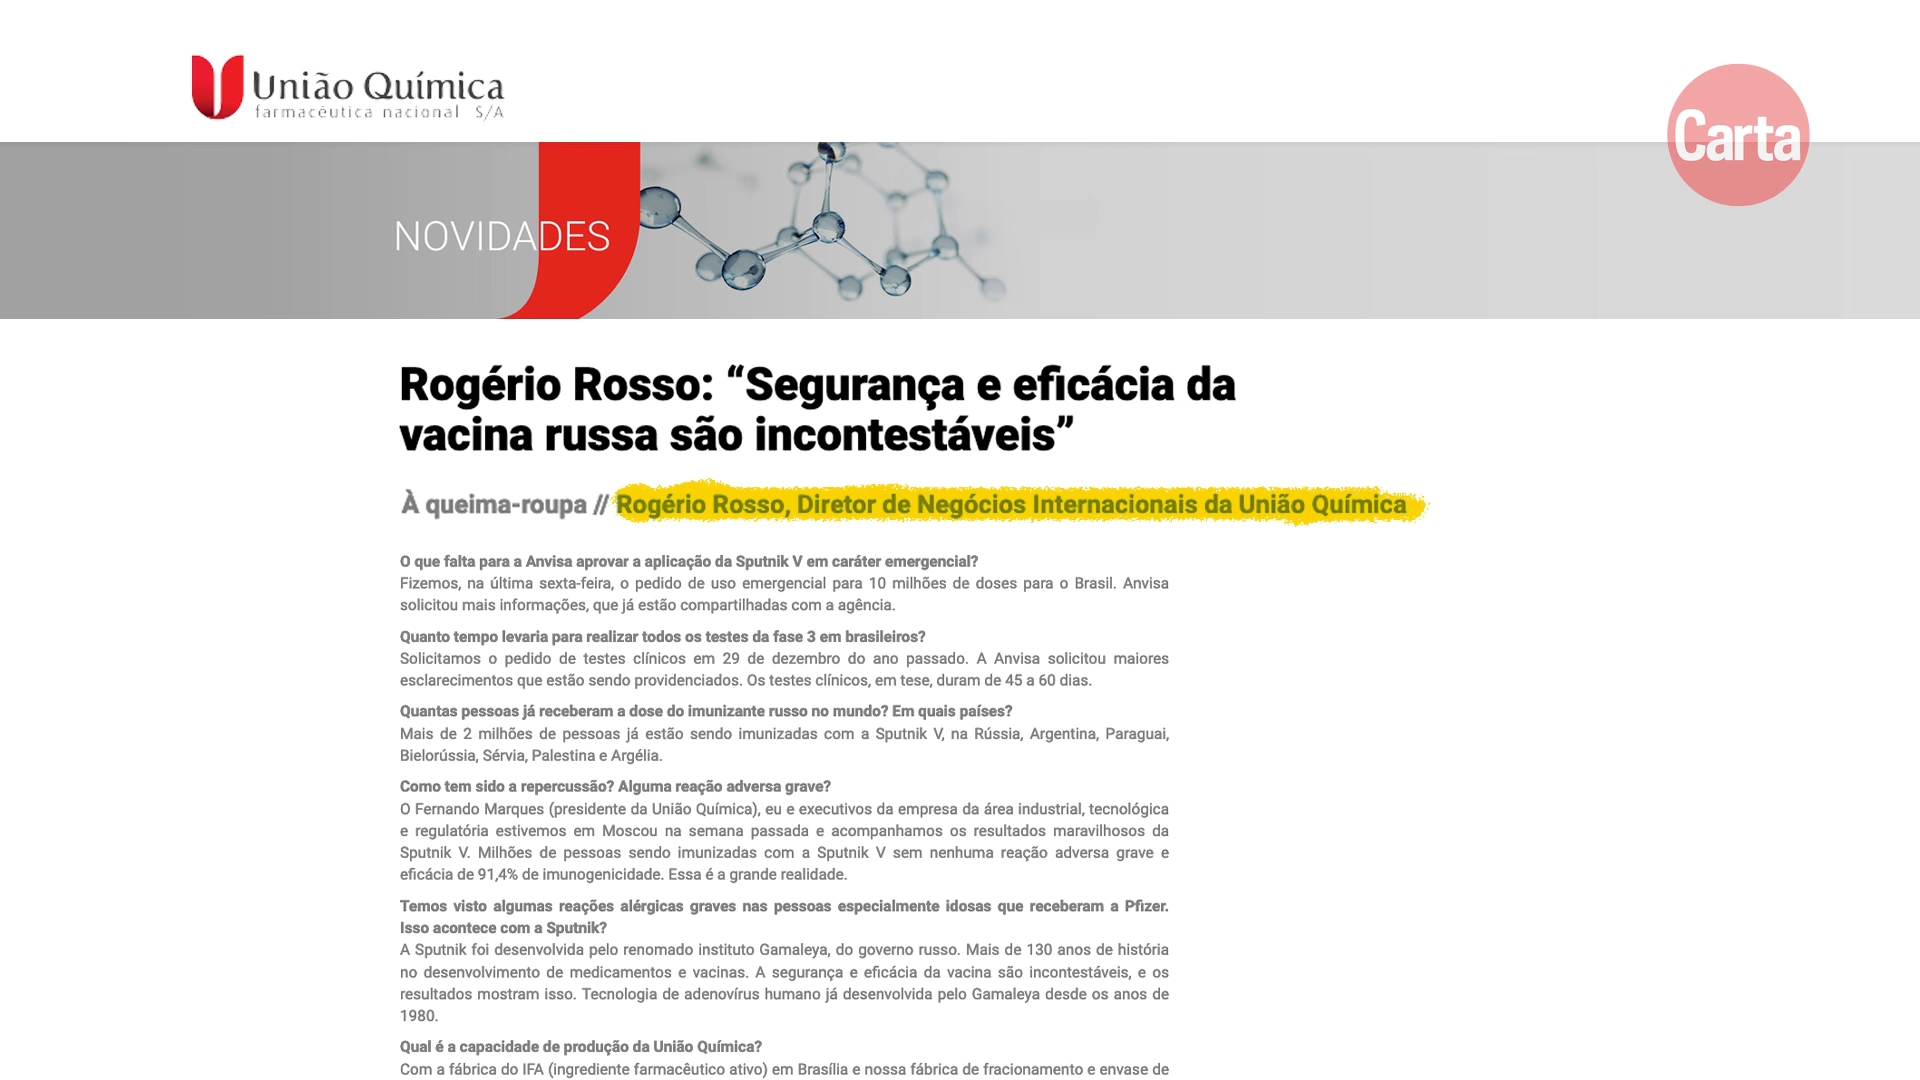 União Química
farmacêutica nacional S/A
Carta
NOVIDADES
Rogério Rosso: “Segurança e eficácia da
vacina russa são incontestáveis”
À queima-roupa // Rogério Rosso, Diretor de Negócios Internacionais da União Química
O que falta para a Anvisa aprovar a aplicação da Sputnik V em caráter emergencial?
Fizemos, na última sexta-feira, o pedido de uso emergencial para 10 milhões de doses para o Brasil. Anvisa
solicitou mais informações, que já estão compartilhadas com a agência.
Quanto tempo levaria para realizar todos os testes da fase 3 em brasileiros?
Solicitamos o pedido de testes clínicos em 29 de dezembro do ano passado. A Anvisa solicitou maiores
esclarecimentos que estão sendo providenciados. Os testes clínicos, em tese, duram de 45 a 60 dias.
Quantas pessoas já receberam a dose do imunizante russo no mundo? Em quais países?
Mais de 2 milhões de pessoas já estão sendo imunizadas com a Sputnik V, na Rússia, Argentina, Paraguai,
Bielorússia, Sérvia, Palestina e Argélia.
Como tem sido a repercussão? Alguma reação adversa grave?
O Fernando Marques (presidente da União Química), eu e executivos da empresa da área industrial, tecnológica
e regulatória estivemos em Moscou na semana passada e acompanhamos os resultados maravilhosos da
Sputnik V. Milhões de pessoas sendo imunizadas com a Sputnik V sem nenhuma reação adversa grave e
eficácia de 91,4% de imunogenicidade. Essa é a grande realidade.
Temos visto algumas reações alérgicas graves nas pessoas especialmente idosas que receberam a Pfizer.
Isso acontece com a Sputnik?
A Sputnik foi desenvolvida pelo renomado instituto Gamaleya, do governo russo. Mais de 130 anos de história
no desenvolvimento de medicamentos e vacinas. A segurança e eficácia da vacina são incontestáveis, e os
resultados mostram isso. Tecnologia de adenovírus humano já desenvolvida pelo Gamaleya desde os anos de
1980.
Qual é a capacidade de produção da União Química?
Com a fábrica do IFA (ingrediente farmacêutico ativo) em Brasília e nossa fábrica de fracionamento e envase de